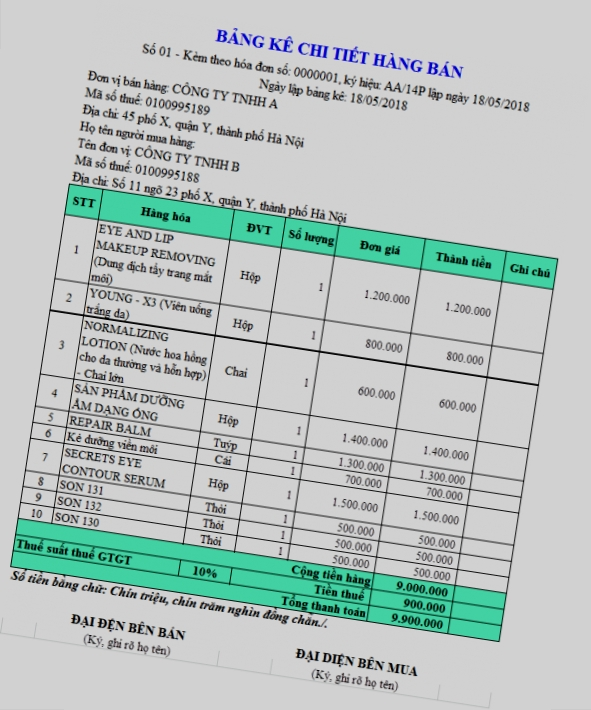 BẢNG KÊ CHI TIẾT HÀNG BÁN
Số 01 - Kèm theo hóa đơn số: 0000001, ký hiệu: AA/14P lập ngày 18/05/2018
Ngày lập bảng kê: 18/05/2018
Đơn vị bán hàng: CÔNG TY TNHH A
Mã số thuế: 0100995189
Địa chỉ: 45 phố X, quận Y, thành phố Hà Nội
Họ tên người mua hàng:
Tên đơn vị: CÔNG TY TNHH B
Mã số thuế: 0100995188
Địa chỉ: Số 11 ngõ 23 phố X, quận Y, thành phố Hà Nội
STT Hàng hóa ĐVT Số lượng Đơn giá Thành tiền Ghi chú
EYE AND LIP
1 MAKEUP REMOVING Hộp 1 1.200.000 1.200.000
(Dung dịch tẩy trang mắt
môi)
2 YOUNG - X3 (Viên uống Hộp 1 800.000 800.000
trắng da)
NORMALIZING
3 LOTION (Nước hoa hồng Chai 1 600.000 600.000
cho da thường và hỗn hợp)
- Chai lớn
4 SẢN PHẨM DƯỠNG Hộp 1 1.400.000 1.400.000
ẨM DẠNG ỐNG
5 REPAIR BALM Tuýp 1 1.300.000 1.300.000
6 Kẻ dưỡng viền môi Cái 1 700.000 700.000
7 SECRETS EYE Hộp 1 1.500.000 1.500.000
CONTOUR SERUM
8 SON 131 Thỏi 1 500.000 500.000
9 SON 132 Thỏi 1 500.000 500.000
10 SON 130 Thỏi 1 500.000 500.000
Cộng tiền hàng 9.000.000
Thuế suất thuế GTGT 10% Tiền thuế 900.000
Tổng thanh toán 9.900.000
Số tiền bằng chữ: Chín triệu, chín trăm nghìn đồng chẵn./.
ĐẠI DỆN BÊN BÁN
(Ký, ghi rõ họ tên)
ĐẠI DIỆN BÊN MUA
(Ký, ghi rõ họ tên)